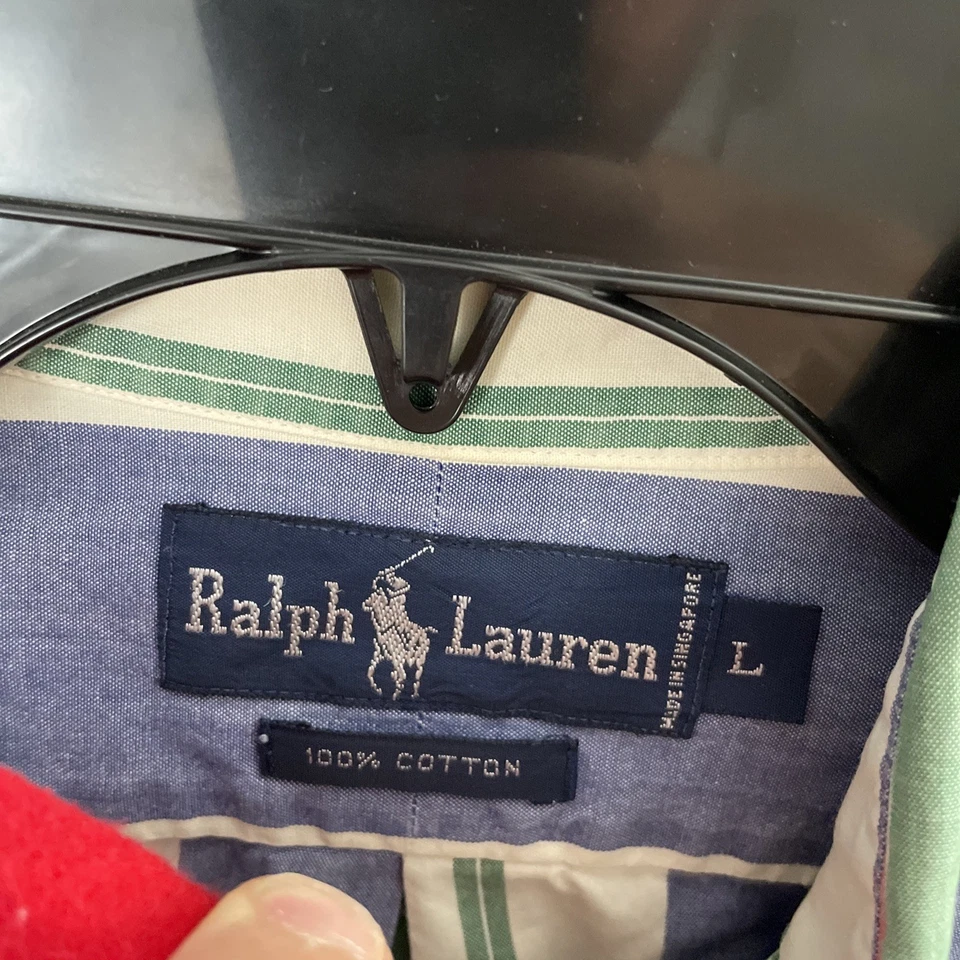 Ralph Lauren
MADE IN SINGAPORE
L
100% COTTON